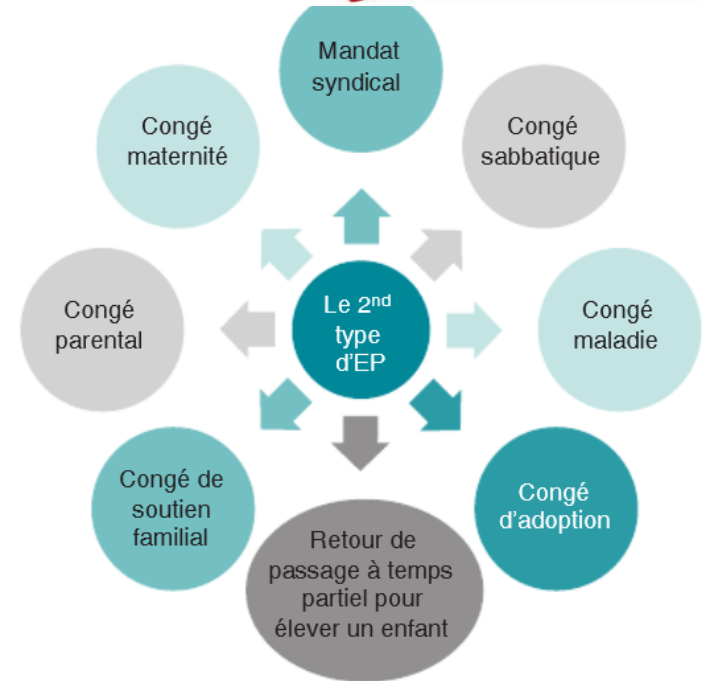 Mandat
syndical
Congé
sabbatique
Congé
maladie
Congé
d'adoption
Retour de
passage à temps
partiel pour
élever un enfant
Congé de
soutien
familial
Congé
parental
Congé
maternité
Le 2nd
type
d'EP